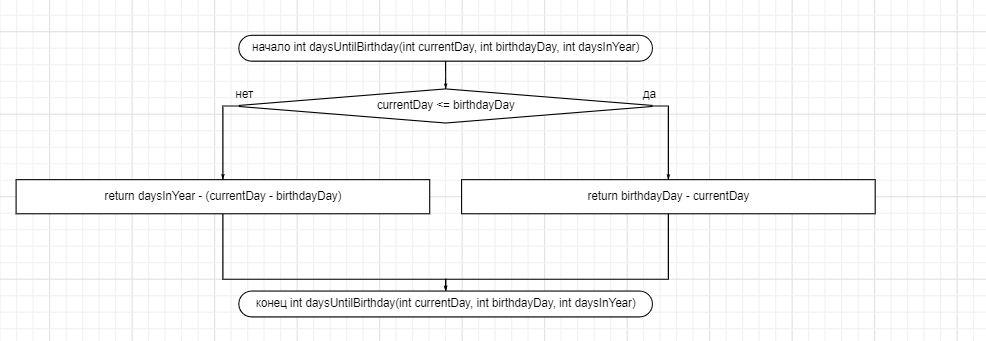 начало int daysUntilBirthday(int currentDay, int birthdayDay, int daysInYear)
нет
да
currentDay <= birthdayDay
return daysInYear - (currentDay - birthdayDay)
return birthdayDay - currentDay
конец int daysUntilBirthday(int currentDay, int birthdayDay, int daysInYear)